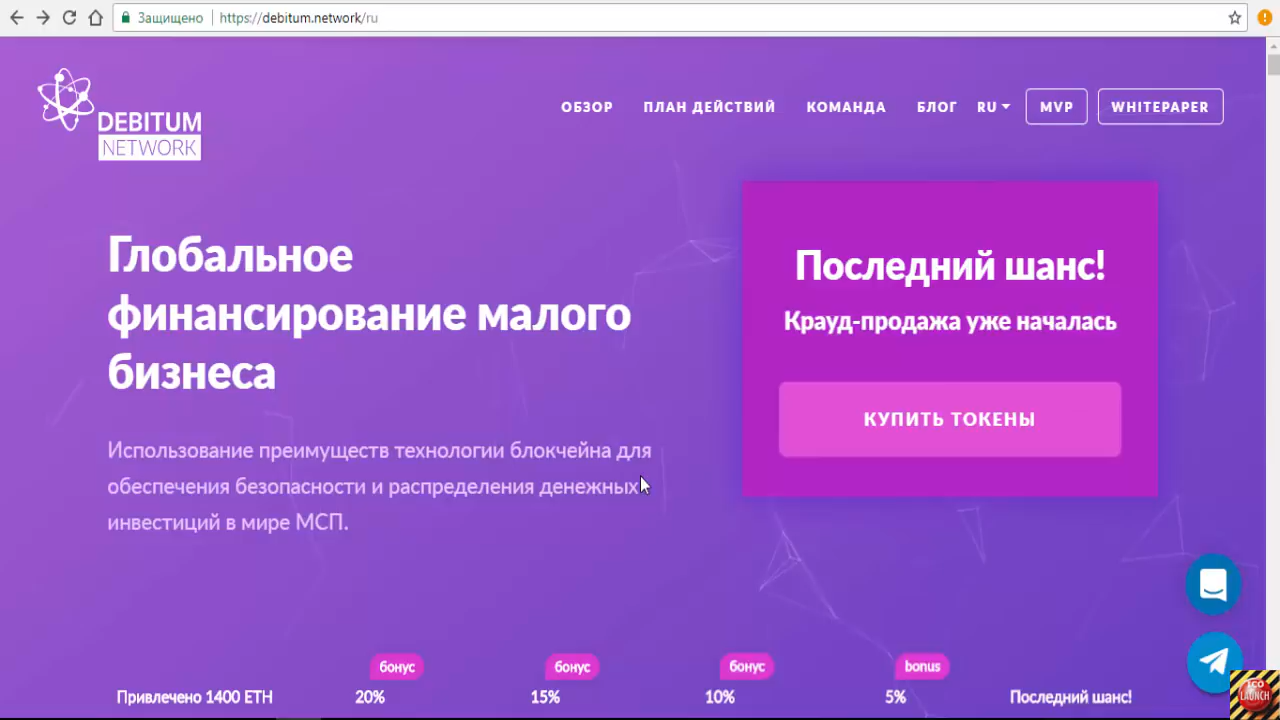 Защищено https://debitum.network/ru
DEBITUM
NETWORK
ОБЗОР ПЛАН ДЕЙСТВИЙ КОМАНДА БЛОГ RU MVP WHITEPAPER
Глобальное
финансирование малого
бизнеса
Использование преимуществ технологии блокчейна для
обеспечения безопасности и распределения денежных
инвестиций в мире МСП.
Последний шанс!
Крауд-продажа уже началась
КУПИТЬ ТОКЕНЫ
бонус бонус бонус bonus
Привлечено 1400 ETH 20% 15% 10% 5% Последний шанс!
ICO
LAUNCH